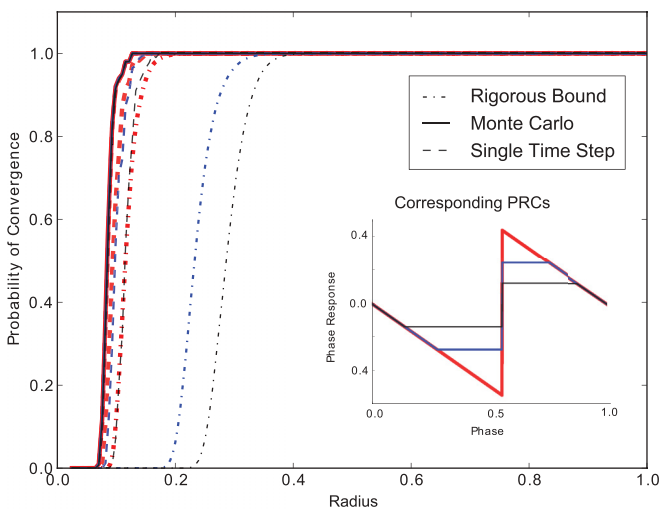 1.0
0.8
0.6
0.4
0.2
0.0
Probability of Convergence
0.0 0.2 0.4 0.6 0.8 1.0
Radius
Rigorous Bound
Monte Carlo
Single Time Step
Corresponding PRCs
0.4
0.0
0.4
Phase Response
0.0 0.5 1.0
Phase